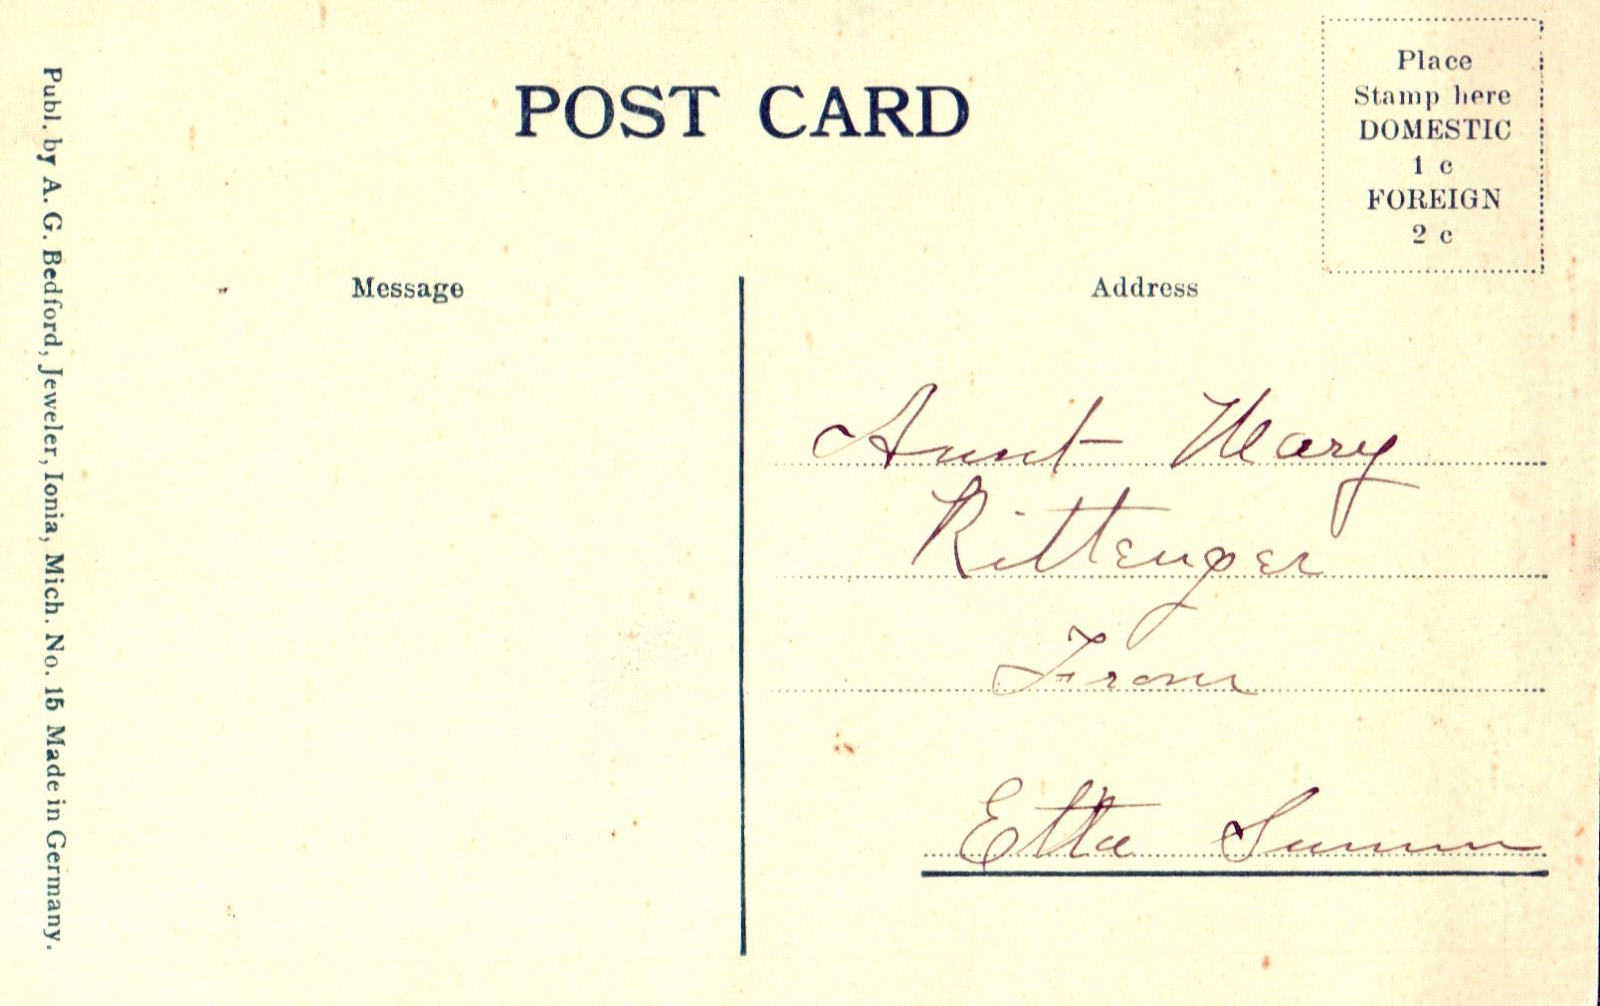 POST CARD
Place
Stamp here
DOMESTIC
1 c
FOREIGN
2 c
Publ. by A. G. Bedford, Jeweler, Ionia, Mich. No. 15 Made in Germany.
Message
Address
Aunt Mary
Rittenger
From
Etta